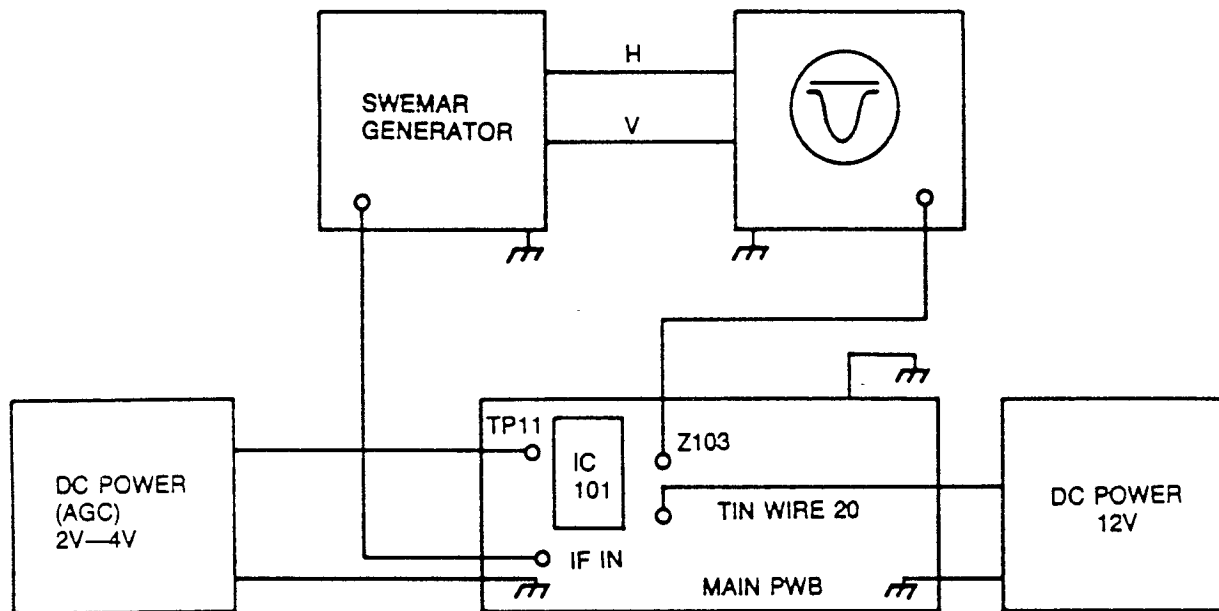 H
SWEMAR
GENERATOR
V
TP11
Z103
IC
101
DC POWER
(AGC)
2V—4V
TIN WIRE 20
DC POWER
12V
IF IN
MAIN PWB